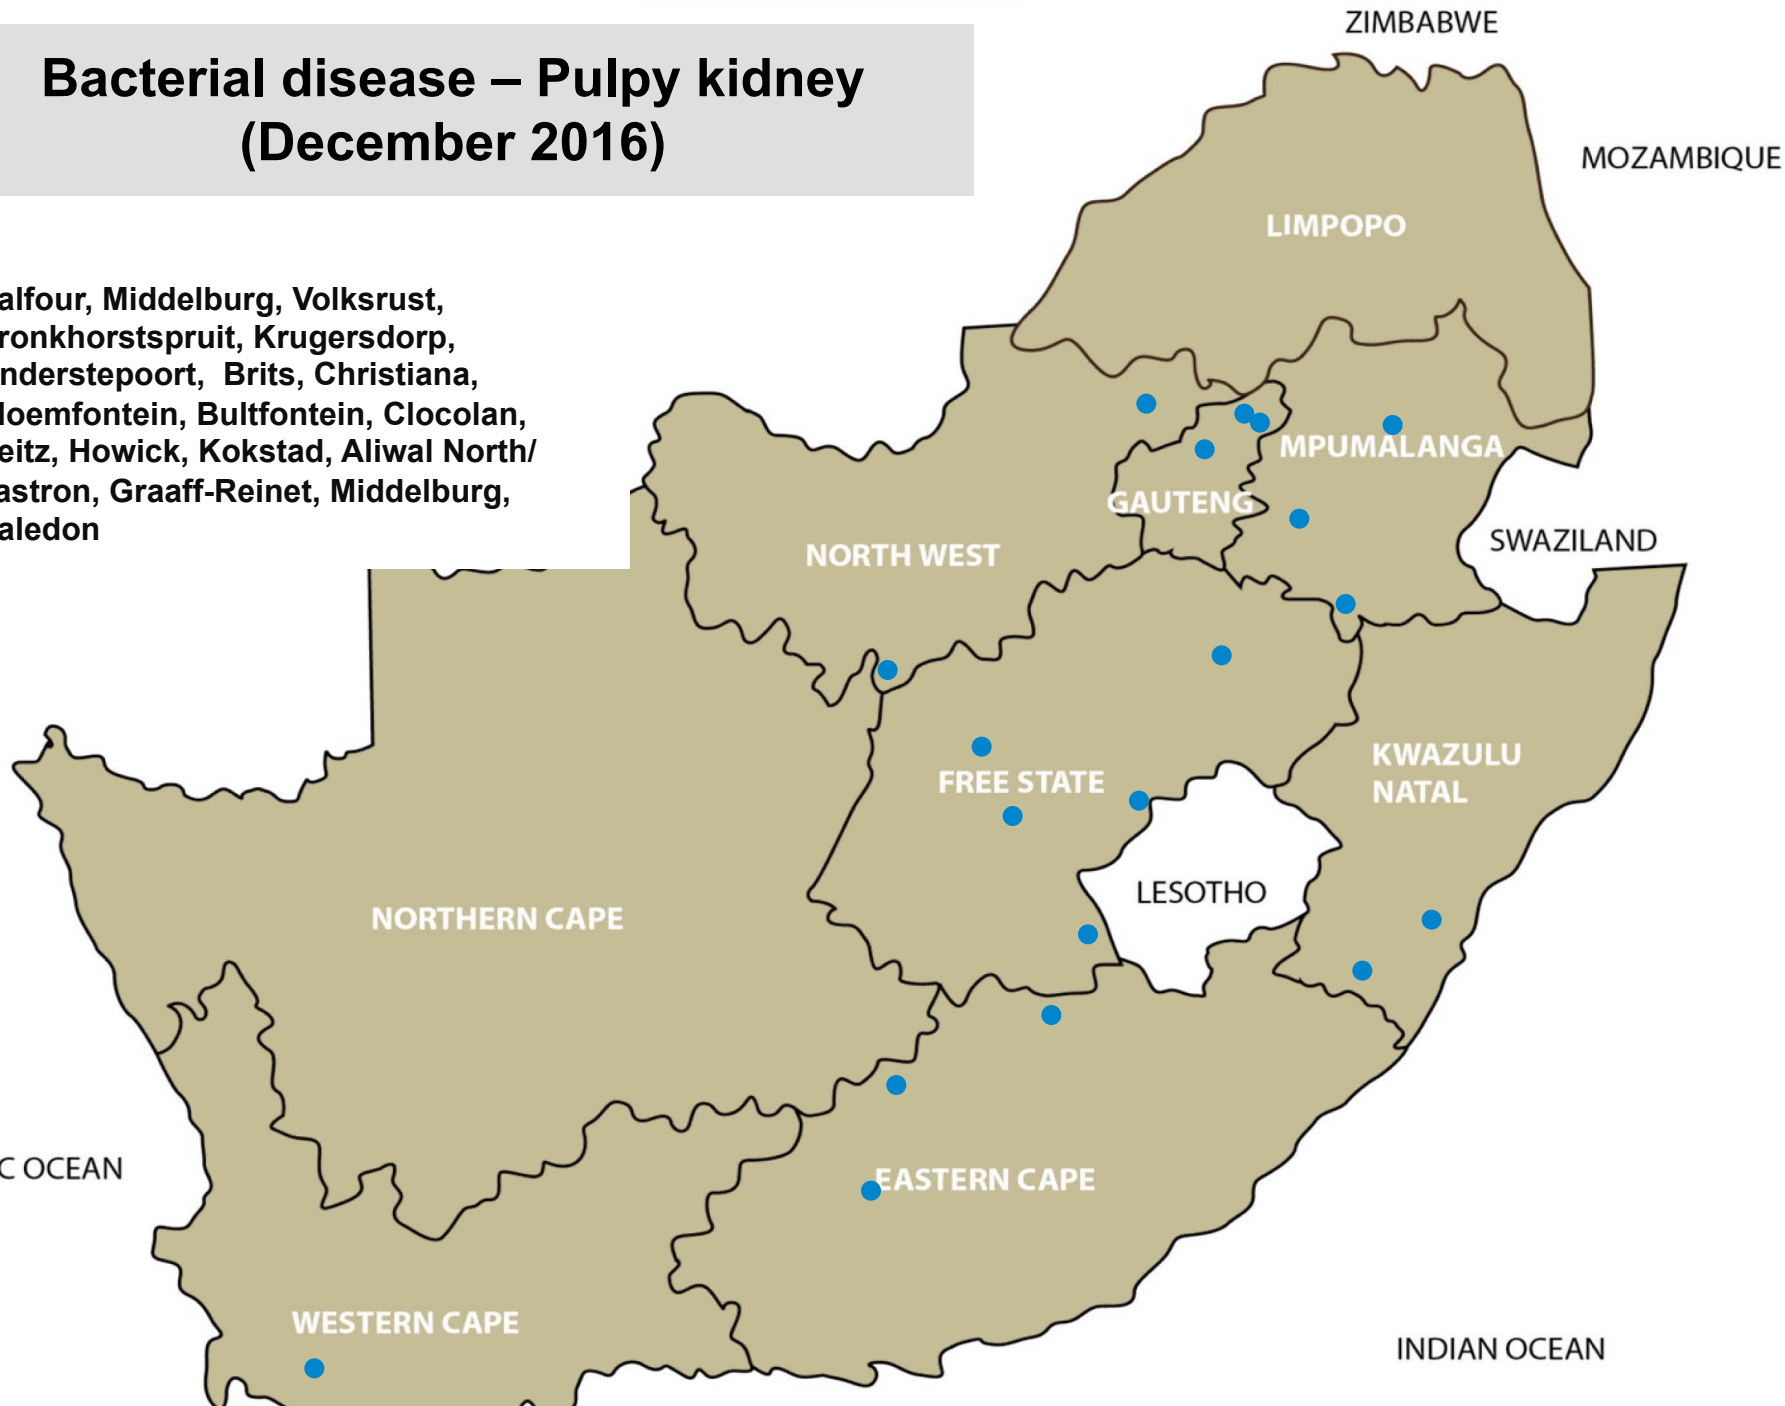 ZIMBABWE
Bacterial disease – Pulpy kidney
(December 2016)
MOZAMBIQUE
LIMPOPO
alfour, Middelburg, Volksrust,
ronkhorstspruit, Krugersdorp,
nderstepoort, Brits, Christiana,
loemfontein, Bultfontein, Clocolan,
eitz, Howick, Kokstad, Aliwal North/
astron, Graaff-Reinet, Middelburg,
aledon
MPUMALANGA
GAUTENG
SWAZILAND
NORTH WEST
KWAZULU
NATAL
FREE STATE
LESOTHO
NORTHERN CAPE
C OCEAN
EASTERN CAPE
WESTERN CAPE
INDIAN OCEAN